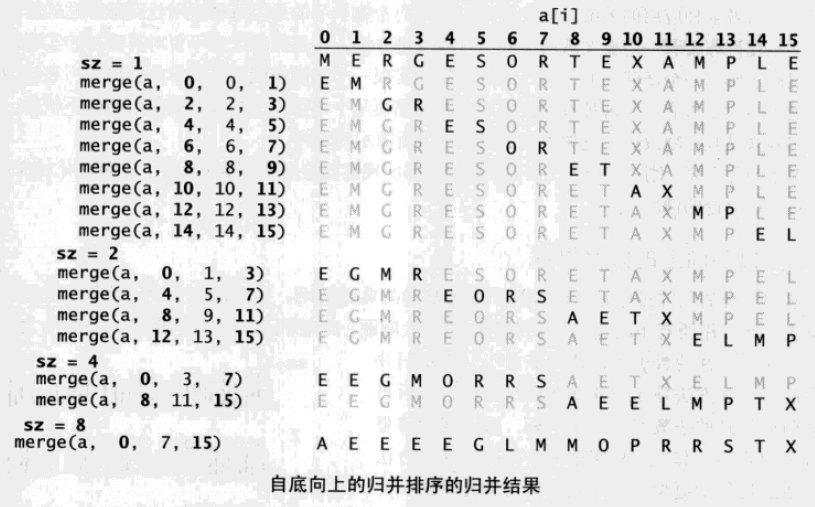 a[i]
0 1 2 3 4 5 6 7 8 9 10 11 12 13 14 15
sz = 1 M E R G E S O R T E X A M P L E
merge(a, 0, 0, 1) E M R G E S O R T E X A M P L E
merge(a, 2, 2, 3) E M G R E S O R T E X A M P L E
merge(a, 4, 4, 5) E M G R E S O R T E X A M P L E
merge(a, 6, 6, 7) E M G R E S O R T E X A M P L E
merge(a, 8, 8, 9) E M G R E S O R E T X A M P L E
merge(a, 10, 10, 11) E M G R E S O R E T A X M P L E
merge(a, 12, 12, 13) E M G R E S O R E T A X M P L E
merge(a, 14, 14, 15) E M G R E S O R E T A X M P E L
sz = 2
merge(a, 0, 1, 3) E G M R E S O R E T A X M P E L
merge(a, 4, 5, 7) E G M R E O R S E T A X M P E L
merge(a, 8, 9, 11) E G M R E O R S A E T X M P E L
merge(a, 12, 13, 15) E G M R E O R S A E T X E L M P
sz = 4
merge(a, 0, 3, 7) E E G M O R R S A E T X E L M P
merge(a, 8, 11, 15) E E G M O R R S A E E L M P T X
sz = 8
merge(a, 0, 7, 15) A E E E E G L M M O P R R S T X
自底向上的归并排序的归并结果